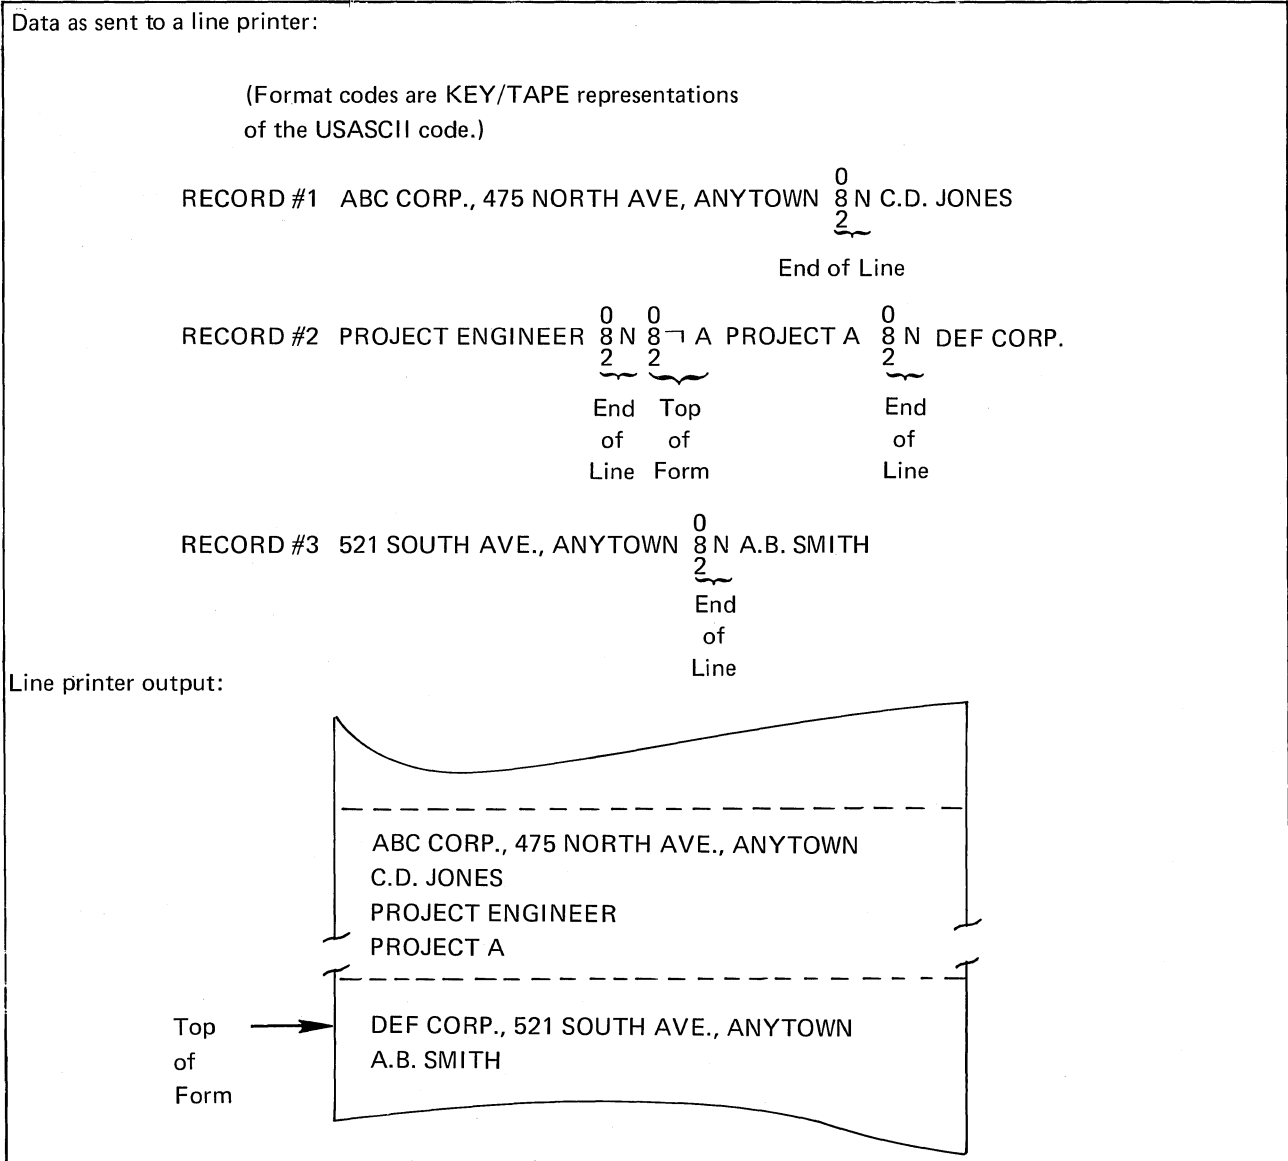 Data as sent to a line printer:
(Format codes are KEY/TAPE representations
of the USASCII code.)
0
RECORD #1 ABC CORP., 475 NORTH AVE, ANYTOWN 8 N C.D. JONES
2
End of Line
0 0 0
RECORD #2 PROJECT ENGINEER 8 N 8 ¬ A PROJECT A 8 N DEF CORP.
2 2 2
End Top End
of of of
Line Form Line
0
RECORD #3 521 SOUTH AVE., ANYTOWN 8 N A.B. SMITH
2
End
of
Line
Line printer output:
ABC CORP., 475 NORTH AVE., ANYTOWN
C.D. JONES
PROJECT ENGINEER
PROJECT A
Top
of
Form
DEF CORP., 521 SOUTH AVE., ANYTOWN
A.B. SMITH